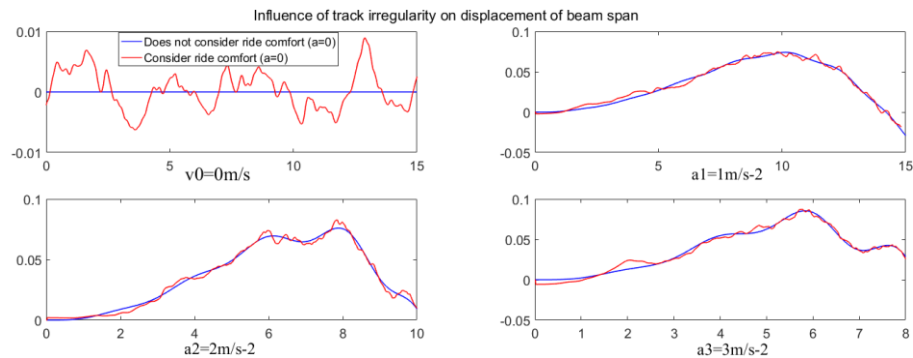 Influence of track irregularity on displacement of beam span
0.01
0
-0.01
Does not consider ride comfort (a=0)
Consider ride comfort (a=0)
0 5 10 15
v0=0m/s
0.1
0.05
0
-0.05
0 5 10 15
a1=1m/s-2
0.1
0.05
0
0 2 4 6 8 10
a2=2m/s-2
0.1
0.05
0
-0.05
0 1 2 3 4 5 6 7 8
a3=3m/s-2